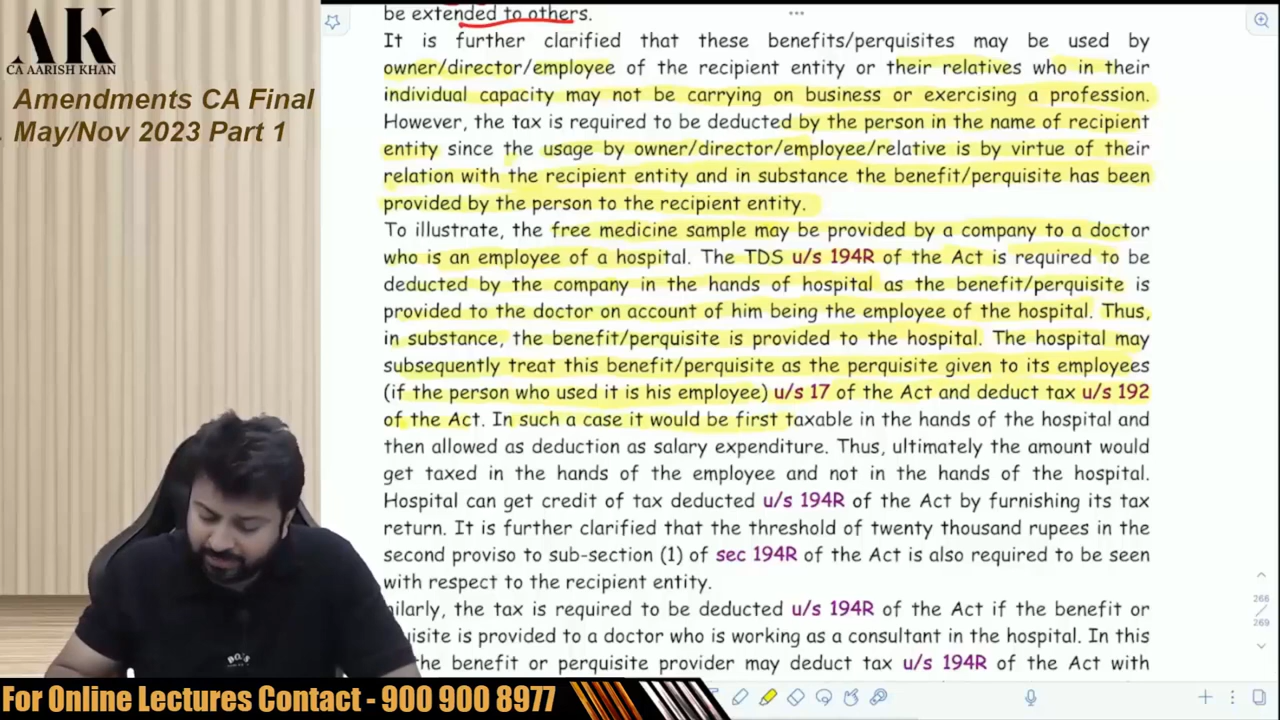 AK
CA AARISH KHAN
Amendments CA Final
May/Nov 2023 Part 1
be extended to others.
It is further clarified that these benefits/perquisites may be used by
owner/director/employee of the recipient entity or their relatives who in their
individual capacity may not be carrying on business or exercising a profession.
However, the tax is required to be deducted by the person in the name of recipient
entity since the usage by owner/director/employee/relative is by virtue of their
relation with the recipient entity and in substance the benefit/perquisite has been
provided by the person to the recipient entity.
To illustrate, the free medicine sample may be provided by a company to a doctor
who is an employee of a hospital. The TDS u/s 194R of the Act is required to be
deducted by the company in the hands of hospital as the benefit/perquisite is
provided to the doctor on account of him being the employee of the hospital. Thus,
in substance, the benefit/perquisite is provided to the hospital. The hospital may
subsequently treat this benefit/perquisite as the perquisite given to its employees
(if the person who used it is his employee) u/s 17 of the Act and deduct tax u/s 192
of the Act. In such a case it would be first taxable in the hands of the hospital and
then allowed as deduction as salary expenditure. Thus, ultimately the amount would
get taxed in the hands of the employee and not in the hands of the hospital.
Hospital can get credit of tax deducted u/s 194R of the Act by furnishing its tax
return. It is further clarified that the threshold of twenty thousand rupees in the
second proviso to sub-section (1) of sec 194R of the Act is also required to be seen
with respect to the recipient entity.
ilarly, the tax is required to be deducted u/s 194R of the Act if the benefit or
uisite is provided to a doctor who is working as a consultant in the hospital. In this
the benefit or perquisite provider may deduct tax u/s 194R of the Act with
266
269
For Online Lectures Contact - 900 900 8977